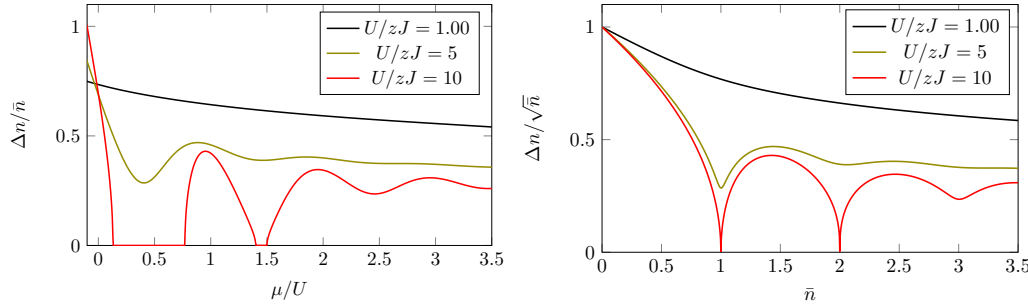 1
0.5
0
Δn/n̄
0
0.5
1
1.5
2
2.5
3
3.5
μ/U
U/zJ = 1.00
U/zJ = 5
U/zJ = 10
1
0.5
0
Δn/√n̄
0
0.5
1
1.5
2
2.5
3
3.5
n̄
U/zJ = 1.00
U/zJ = 5
U/zJ = 10